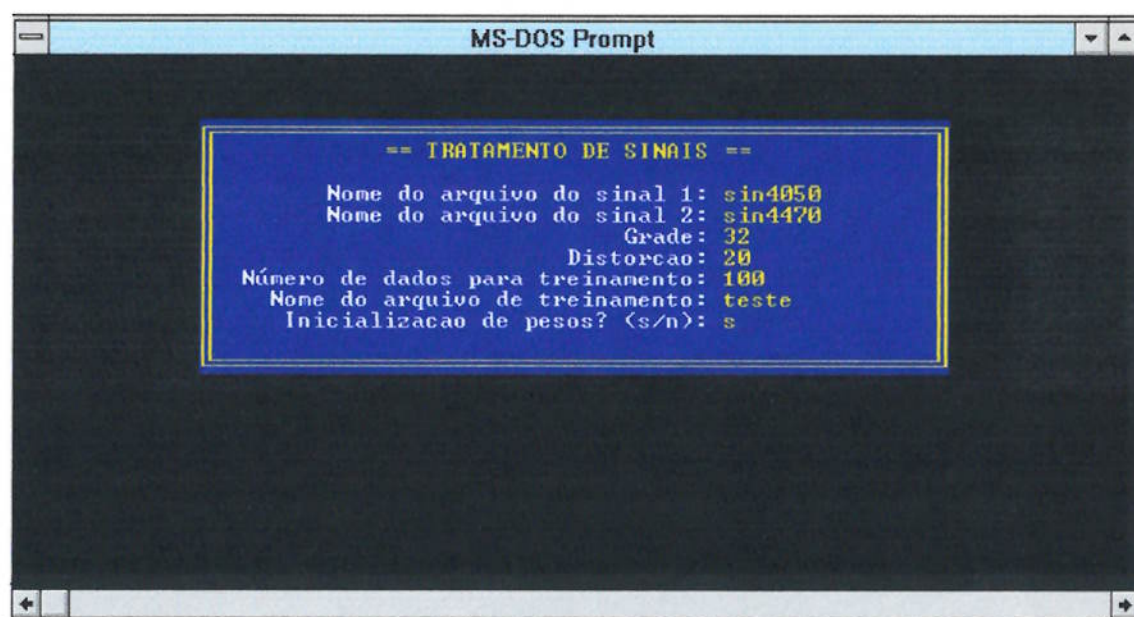 MS-DOS Prompt
== TRATAMENTO DE SINAIS ==
Nome do arquivo do sinal 1: sin4050
Nome do arquivo do sinal 2: sin4470
Grade: 32
Distorcao: 20
Número de dados para treinamento: 100
Nome do arquivo de treinamento: teste
Inicializacao de pesos? (s/n): s